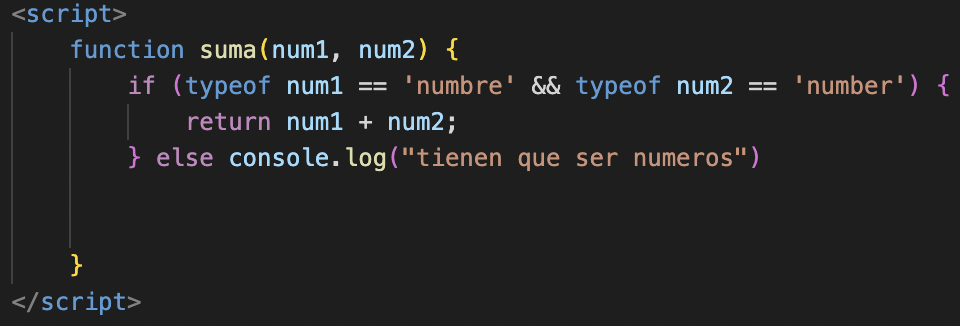 <script>
function suma(num1, num2) {
if (typeof num1 == 'numbre' && typeof num2 == 'number') {
return num1 + num2;
} else console.log("tienen que ser numeros")
}
</script>